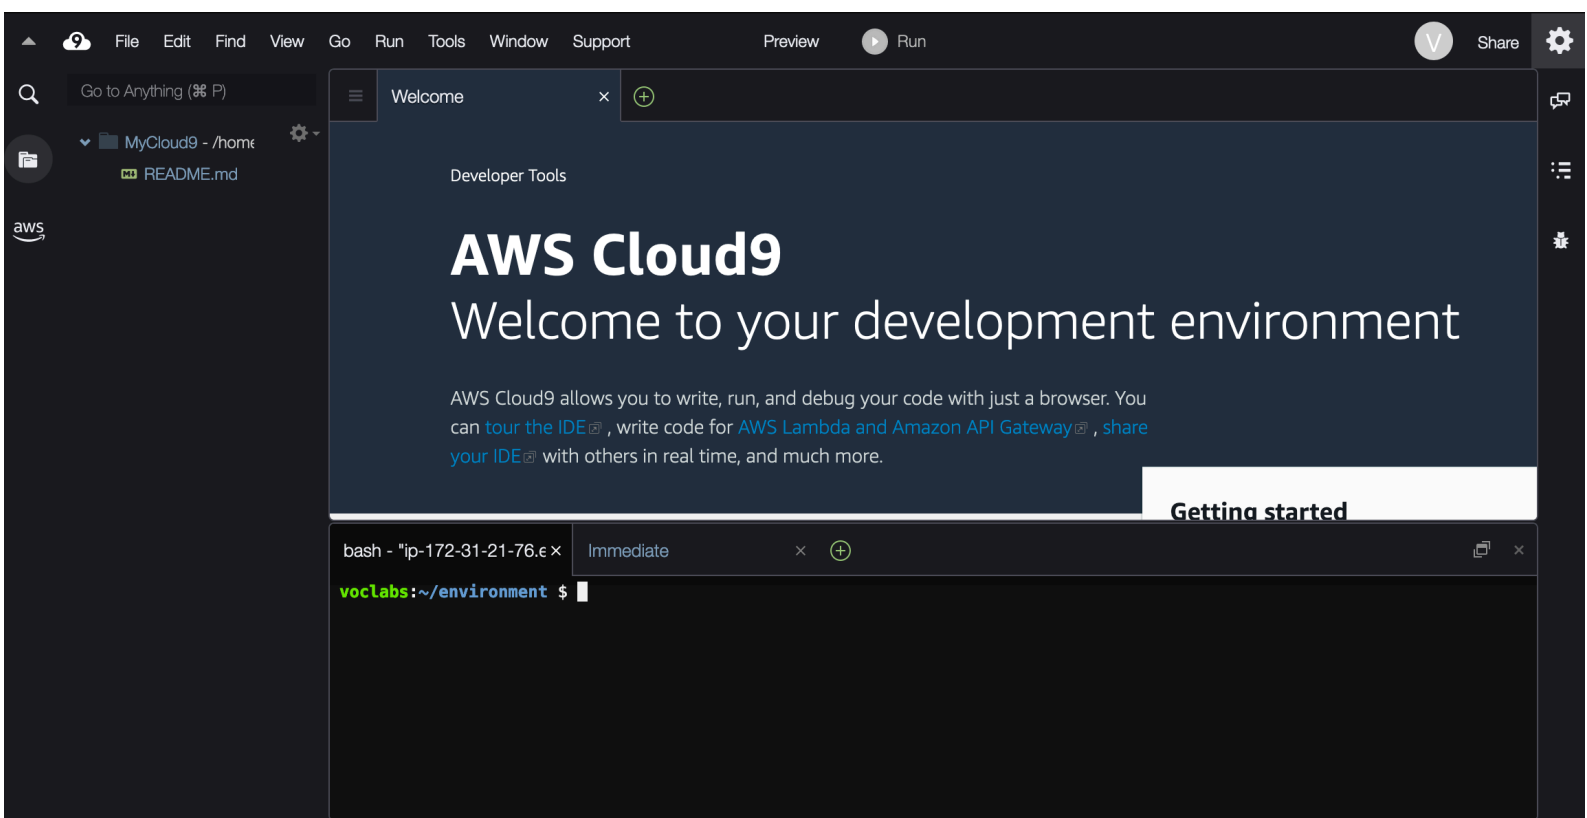 9 File Edit Find View Go Run Tools Window Support Preview Run V Share
Go to Anything (⌘ P)
MyCloud9 - /home
README.md
aws
Welcome
Developer Tools
AWS Cloud9
Welcome to your development environment
AWS Cloud9 allows you to write, run, and debug your code with just a browser. You
can tour the IDE , write code for AWS Lambda and Amazon API Gateway , share
your IDE with others in real time, and much more.
Getting started
bash - "ip-172-31-21-76.e Immediate
voclabs:~/environment $